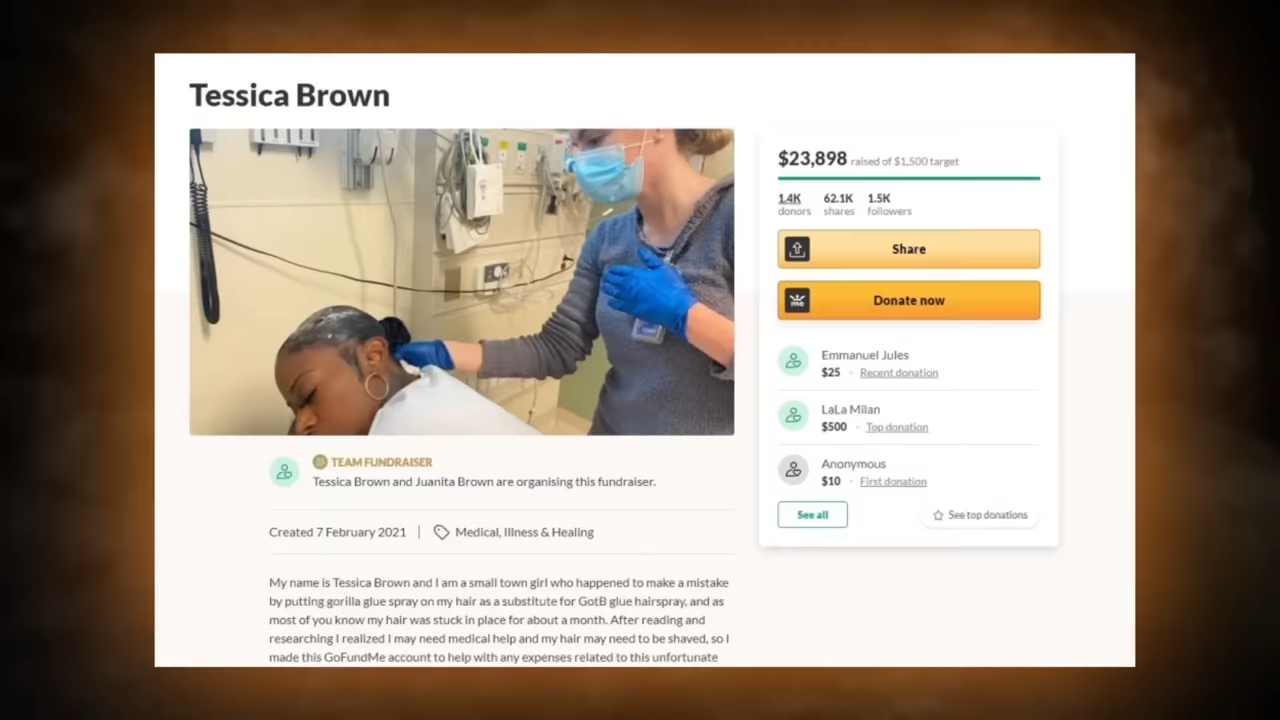 Tessica Brown
$23,898 raised of $1,500 target
1.4K 62.1K 1.5K
donors shares followers
Share
me Donate now
Emmanuel Jules
$25 • Recent donation
LaLa Milan
$500 • Top donation
Anonymous
$10 • First donation
See all See top donations
TEAM FUNDRAISER
Tessica Brown and Juanita Brown are organising this fundraiser.
Created 7 February 2021 | Medical, Illness & Healing
My name is Tessica Brown and I am a small town girl who happened to make a mistake
by putting gorilla glue spray on my hair as a substitute for GotB glue hairspray, and as
most of you know my hair was stuck in place for about a month. After reading and
researching I realized I may need medical help and my hair may need to be shaved, so I
made this GoFundMe account to help with any expenses related to this unfortunate